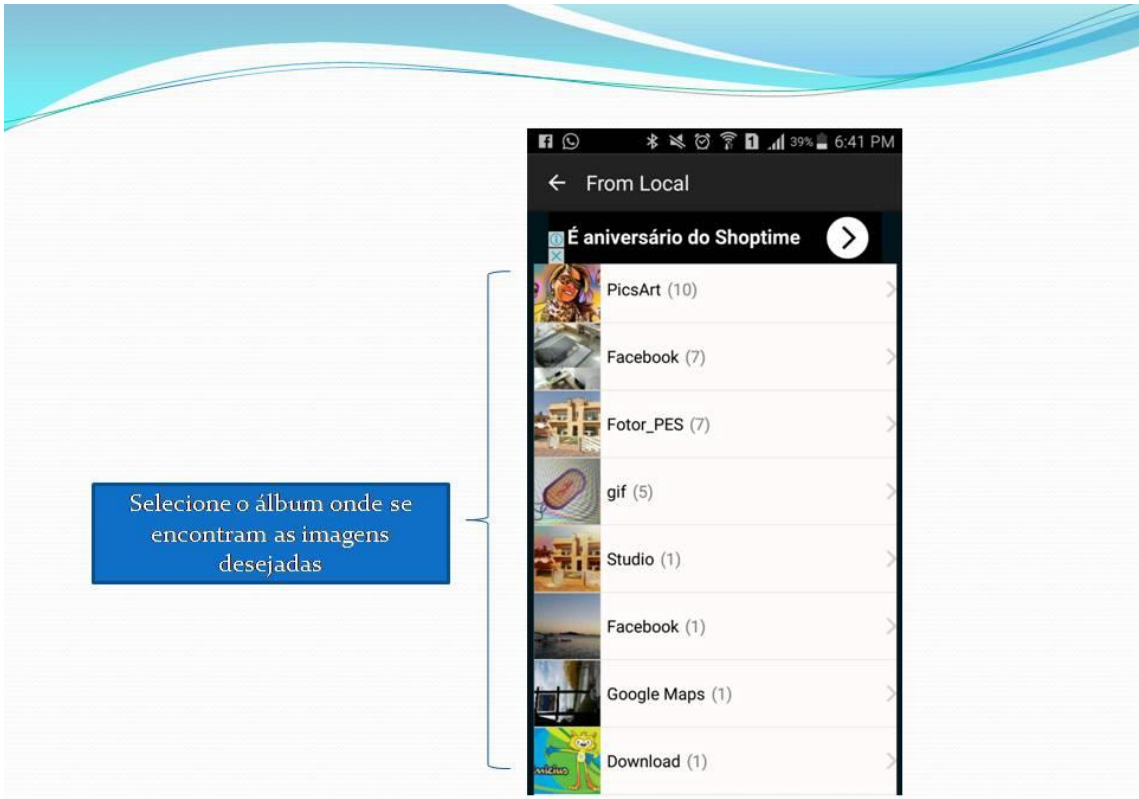 39% 6:41 PM
From Local
É aniversário do Shoptime
PicsArt (10)
Facebook (7)
Fotor_PES (7)
gif (5)
Selecione o álbum onde se
encontram as imagens
desejadas
Studio (1)
Facebook (1)
Google Maps (1)
Download (1)